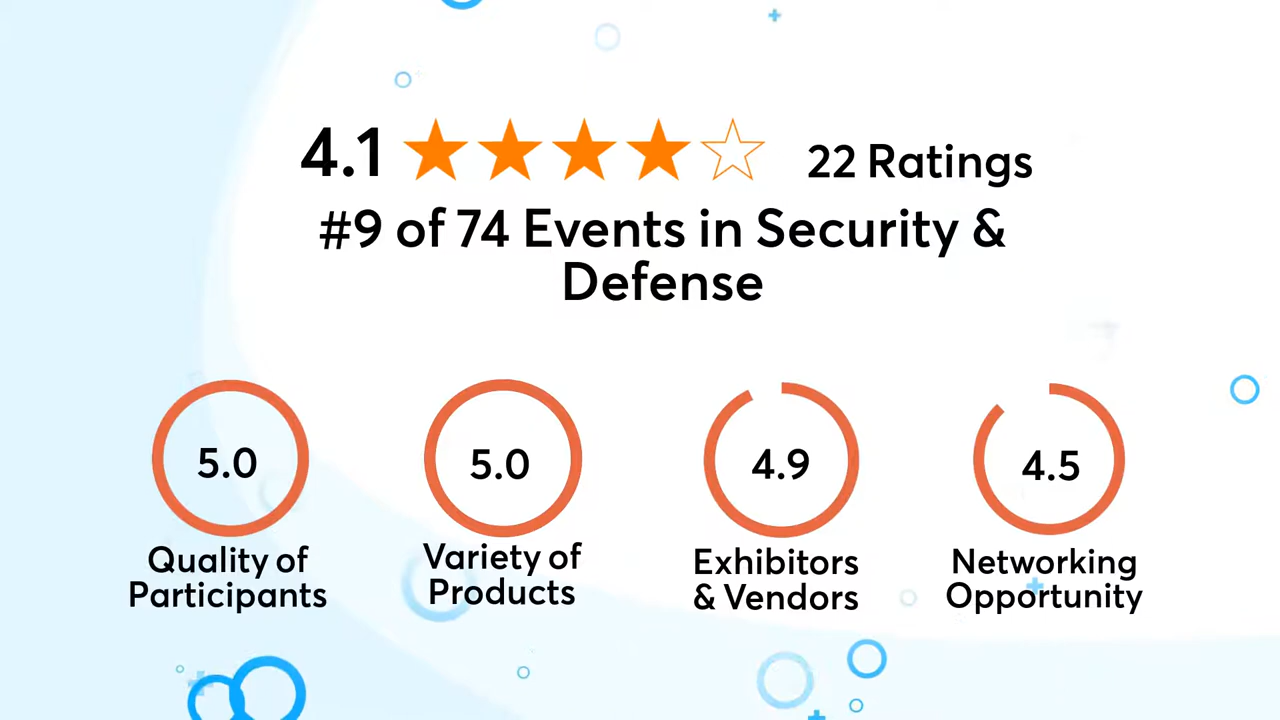 4.1
22 Ratings
#9 of 74 Events in Security &
Defense
5.0
Quality of
Participants
5.0
Variety of
Products
4.9
Exhibitors
& Vendors
4.5
Networking
Opportunity